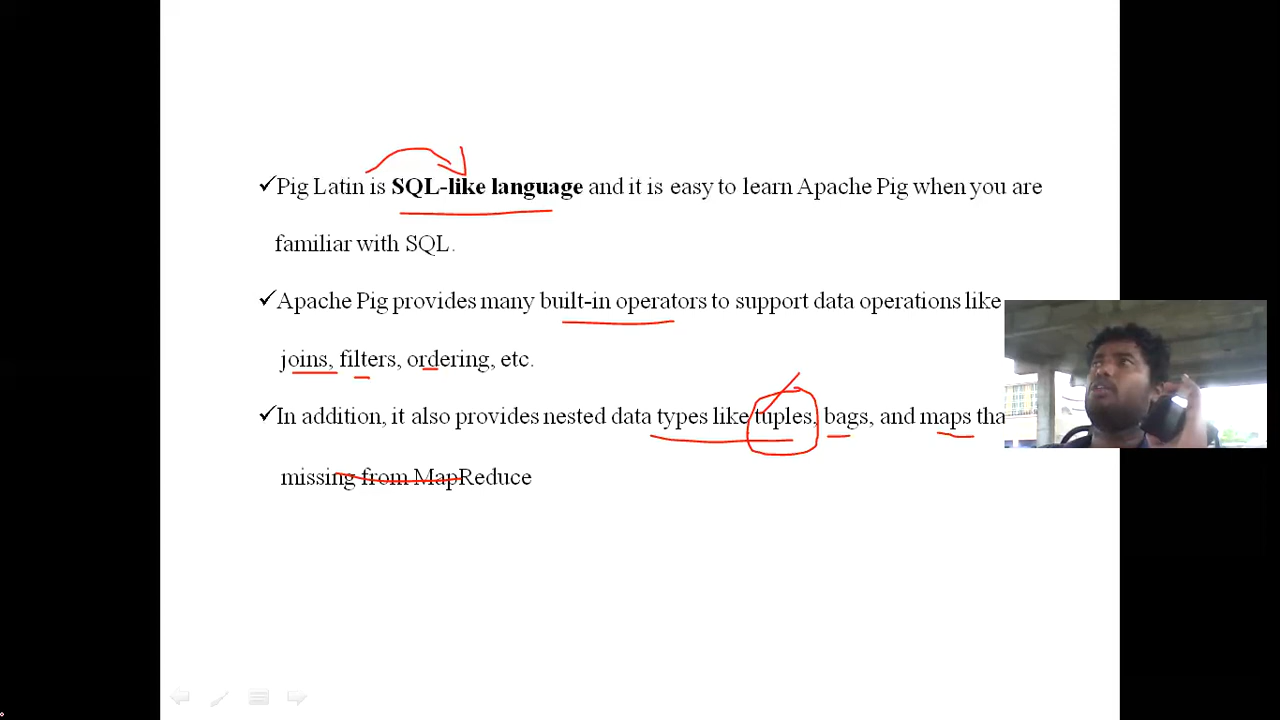 ✓Pig Latin is SQL-like language and it is easy to learn Apache Pig when you are
familiar with SQL.
✓Apache Pig provides many built-in operators to support data operations like
joins, filters, ordering, etc.
✓In addition, it also provides nested data types like tuples, bags, and maps tha
missing from MapReduce